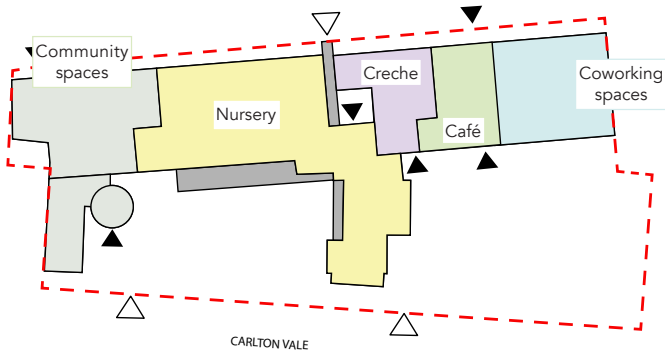 Community
spaces
Creche
Coworking
spaces
Nursery
Café
CARLTON VALE